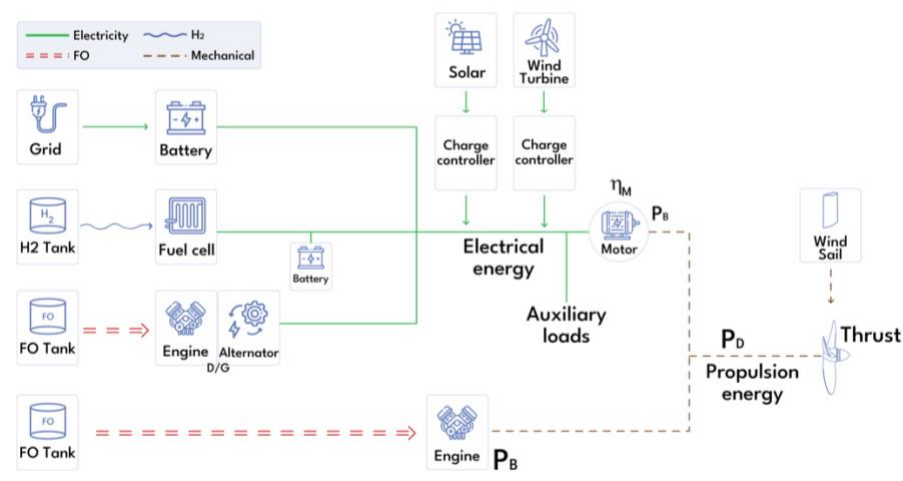 Electricity
H2
FO
Mechanical
Solar
Wind
Turbine
Grid
Battery
Charge
controller
Charge
controller
H2
H2 Tank
Fuel cell
Battery
Electrical
energy
ηM
Motor
PB
Wind
Sail
Auxiliary
loads
FO
FO Tank
Engine
Alternator
D/G
PD
Propulsion
energy
Thrust
FO
FO Tank
Engine
PB